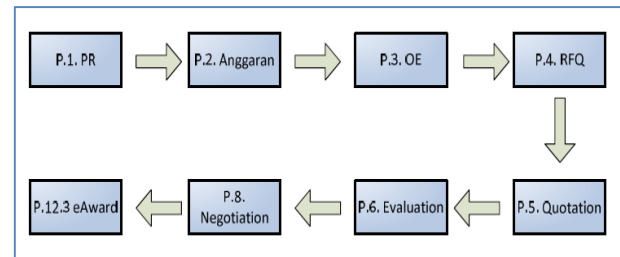 P.1. PR
P.2. Anggaran
P.3. OE
P.4. RFQ
P.5. Quotation
P.6. Evaluation
P.8.
Negotiation
P.12.3 eAward